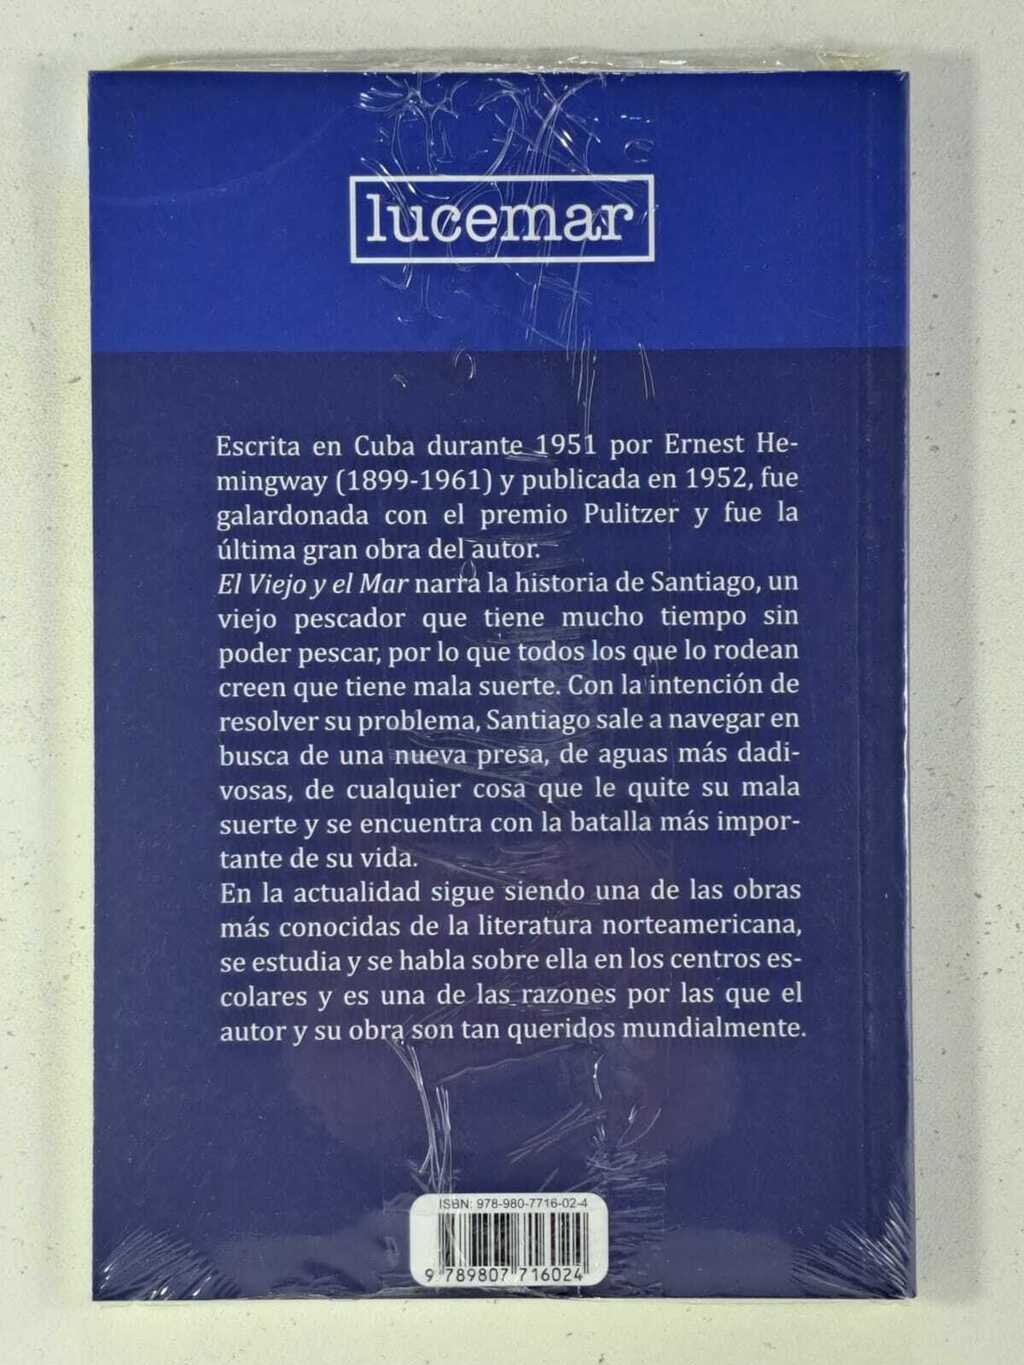 lucemar
Escrita en Cuba durante 1951 por Ernest He-
mingway (1899-1961) y publicada en 1952, fue
galardonada con el premio Pulitzer y fue la
última gran obra del autor.
El Viejo y el Mar narra la historia de Santiago, un
viejo pescador que tiene mucho tiempo sin
poder pescar, por lo que todos los que lo rodean
creen que tiene mala suerte. Con la intención de
resolver su problema, Santiago sale a navegar en
busca de una nueva presa, de aguas más dadi-
vosas, de cualquier cosa que le quite su mala
suerte y se encuentra con la batalla más impor-
tante de su vida.
En la actualidad sigue siendo una de las obras
más conocidas de la literatura norteamericana,
se estudia y se habla sobre ella en los centros es-
colares y es una de las razones por las que el
autor y su obra son tan queridos mundialmente.
ISBN: 978-980-7716-02-4
9 789807 716024